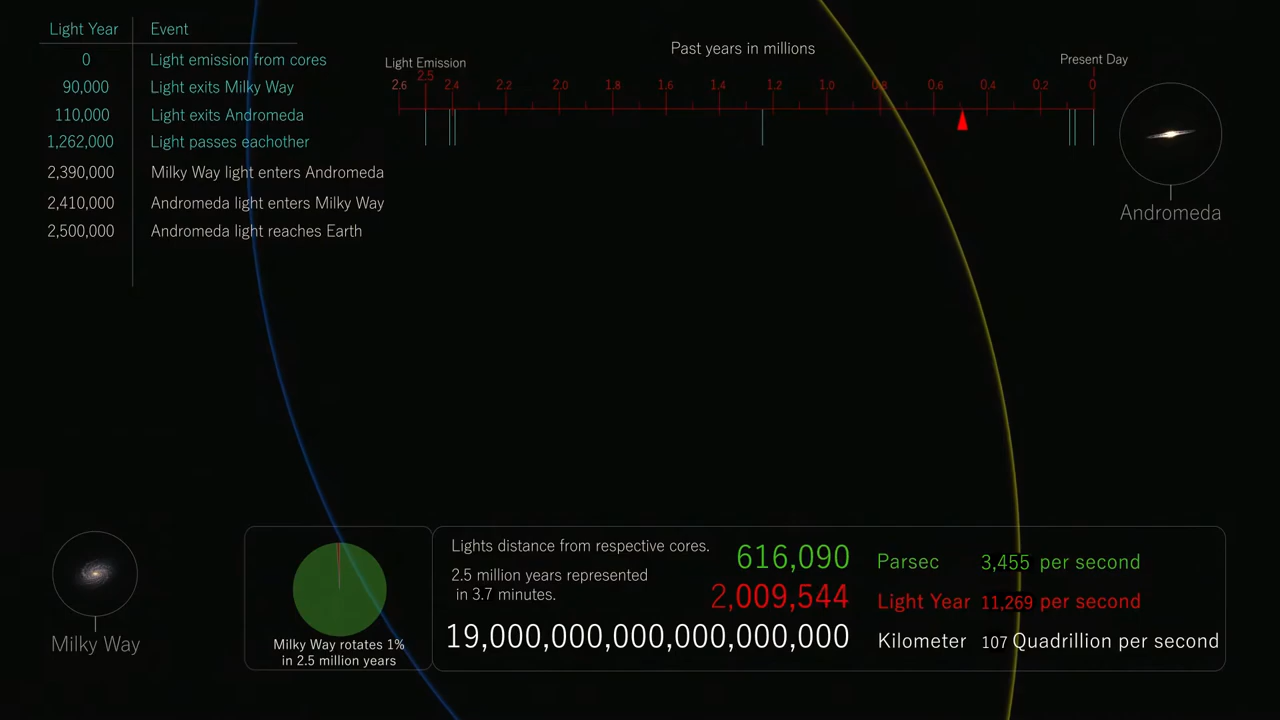 Light Year Event
0 Light emission from cores
90,000 Light exits Milky Way
110,000 Light exits Andromeda
1,262,000 Light passes eachother
2,390,000 Milky Way light enters Andromeda
2,410,000 Andromeda light enters Milky Way
2,500,000 Andromeda light reaches Earth
Past years in millions
Light Emission
Present Day
2.6 2.5 2.4 2.2 2.0 1.8 1.6 1.4 1.2 1.0 0.8 0.6 0.4 0.2 0
Andromeda
Milky Way
Milky Way rotates 1%
in 2.5 million years
Lights distance from respective cores.
2.5 million years represented
in 3.7 minutes.
616,090 Parsec 3,455 per second
2,009,544 Light Year 11,269 per second
19,000,000,000,000,000,000 Kilometer 107 Quadrillion per second